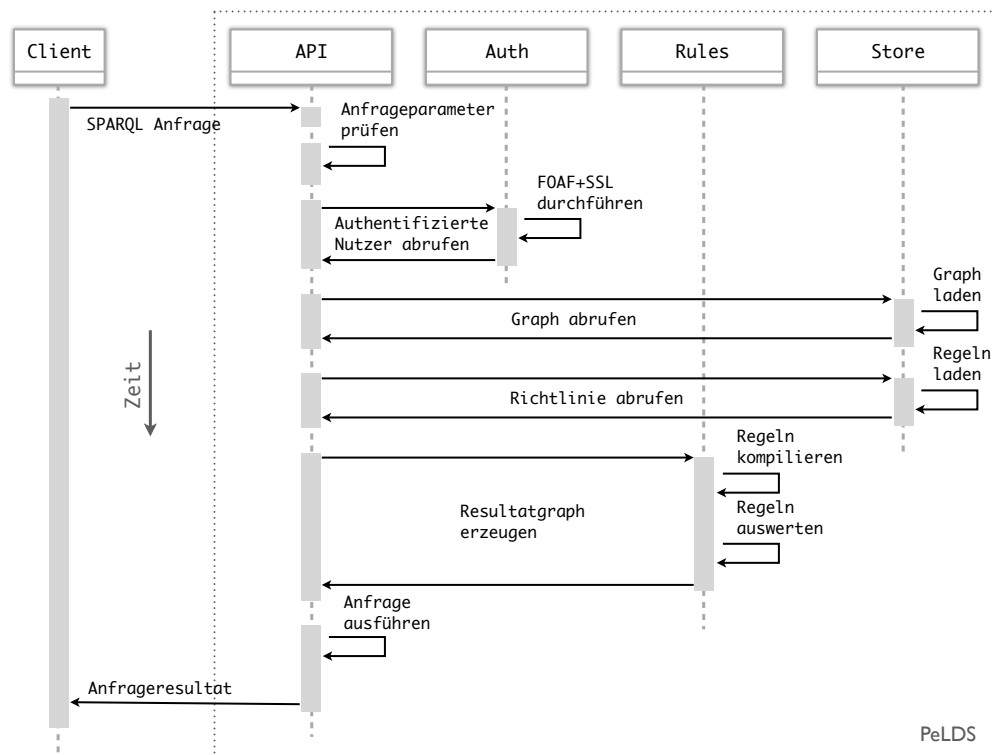 Client
API
Auth
Rules
Store
SPARQL Anfrage
Anfrageparameter
prüfen
FOAF+SSL
durchführen
Authentifizierte
Nutzer abrufen
Graph
laden
Graph abrufen
Regeln
laden
Richtlinie abrufen
Zeit
Regeln
kompilieren
Resultatgraph
erzeugen
Regeln
auswerten
Anfrage
ausführen
Anfrageresultat
PeLDS